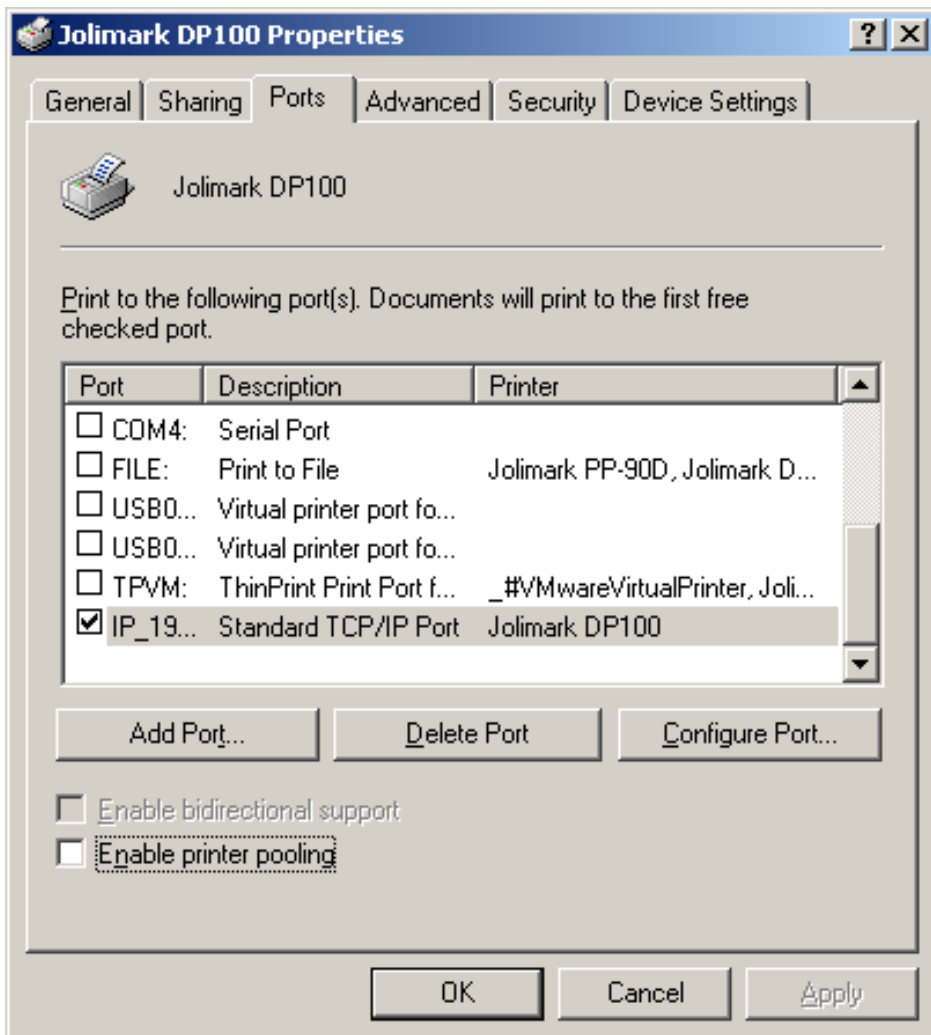 Jolimark DP100 Properties
General Sharing Ports Advanced Security Device Settings
Jolimark DP100
Print to the following port(s). Documents will print to the first free
checked port.
Port Description Printer
COM4: Serial Port
FILE: Print to File Jolimark PP-90D, Jolimark D...
USB0... Virtual printer port fo...
USB0... Virtual printer port fo...
TPVM: ThinPrint Print Port f... _#VMwareVirtualPrinter, Joli...
IP_19... Standard TCP/IP Port Jolimark DP100
Add Port... Delete Port Configure Port...
Enable bidirectional support
Enable printer pooling
OK Cancel Apply